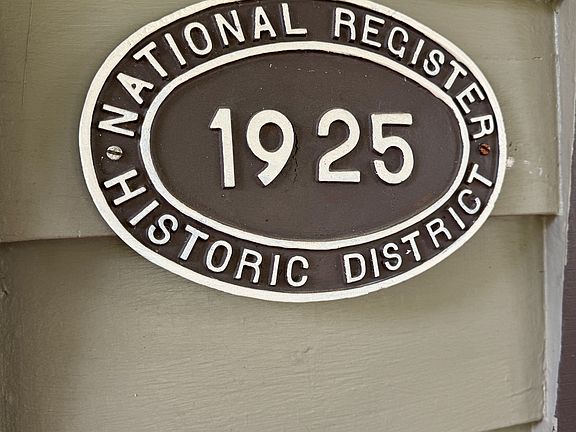 NATIONAL REGISTER
1925
HISTORIC DISTRICT